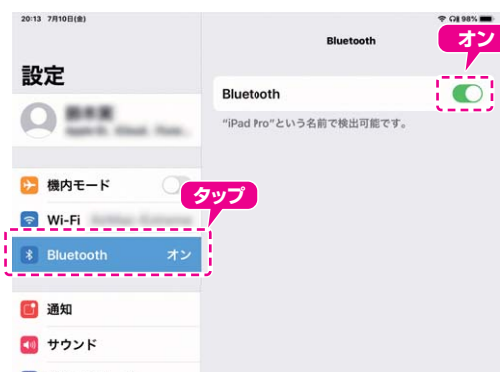 20:13 7月10日(金)
98%
Bluetooth
オン
設定
Bluetooth
"iPad Pro"という名前で検出可能です。
機内モード
タップ
Wi-Fi
Bluetooth オン
通知
サウンド